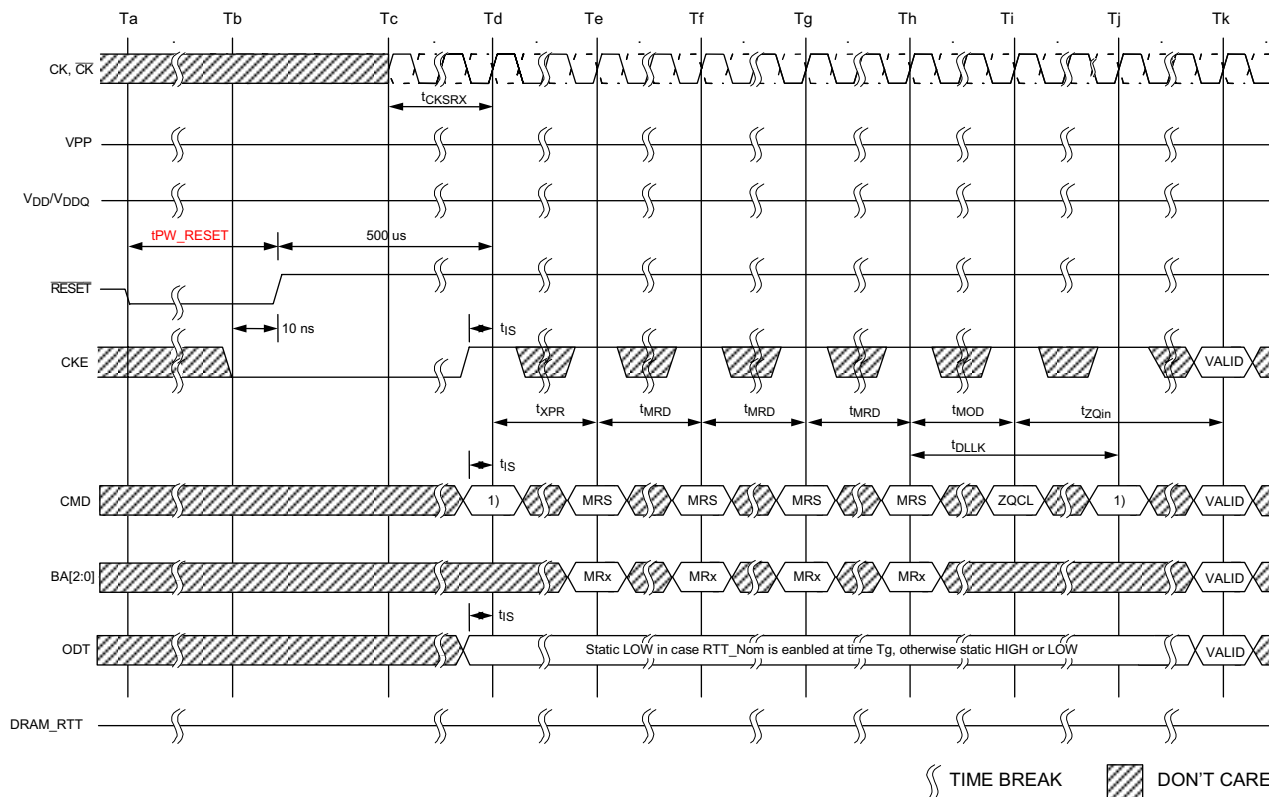 Ta Tb Tc Td Te Tf Tg Th Ti Tj Tk
CK, CK
tCKSRX
VPP
VDD/VDDQ
tPW_RESET 500 us
RESET
10 ns tIS
CKE VALID
tXPR tMRD tMRD tMRD tMOD tZQin
tDLLK
tIS
CMD 1) MRS MRS MRS MRS ZQCL 1) VALID
BA[2:0] MRx MRx MRx MRx VALID
tIS
ODT Static LOW in case RTT_Nom is eanbled at time Tg, otherwise static HIGH or LOW VALID
DRAM_RTT
TIME BREAK DON'T CARE